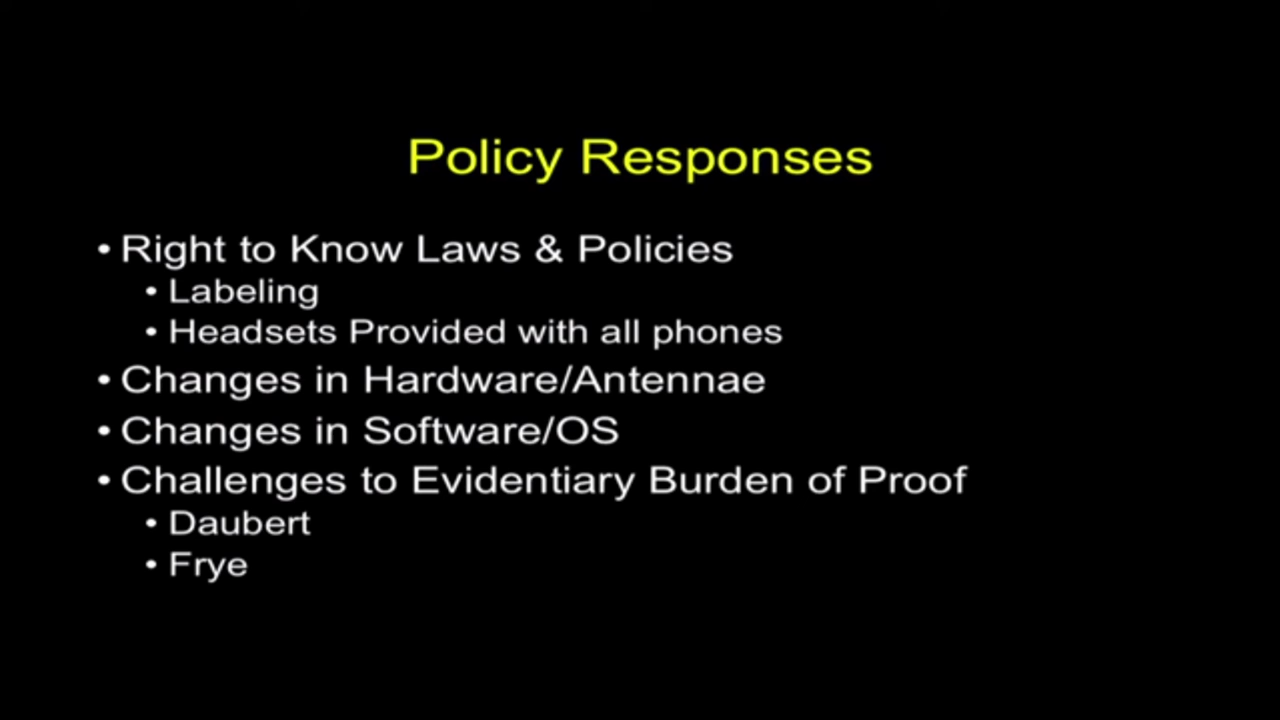 Policy Responses
• Right to Know Laws & Policies
• Labeling
• Headsets Provided with all phones
• Changes in Hardware/Antennae
• Changes in Software/OS
• Challenges to Evidentiary Burden of Proof
• Daubert
• Frye